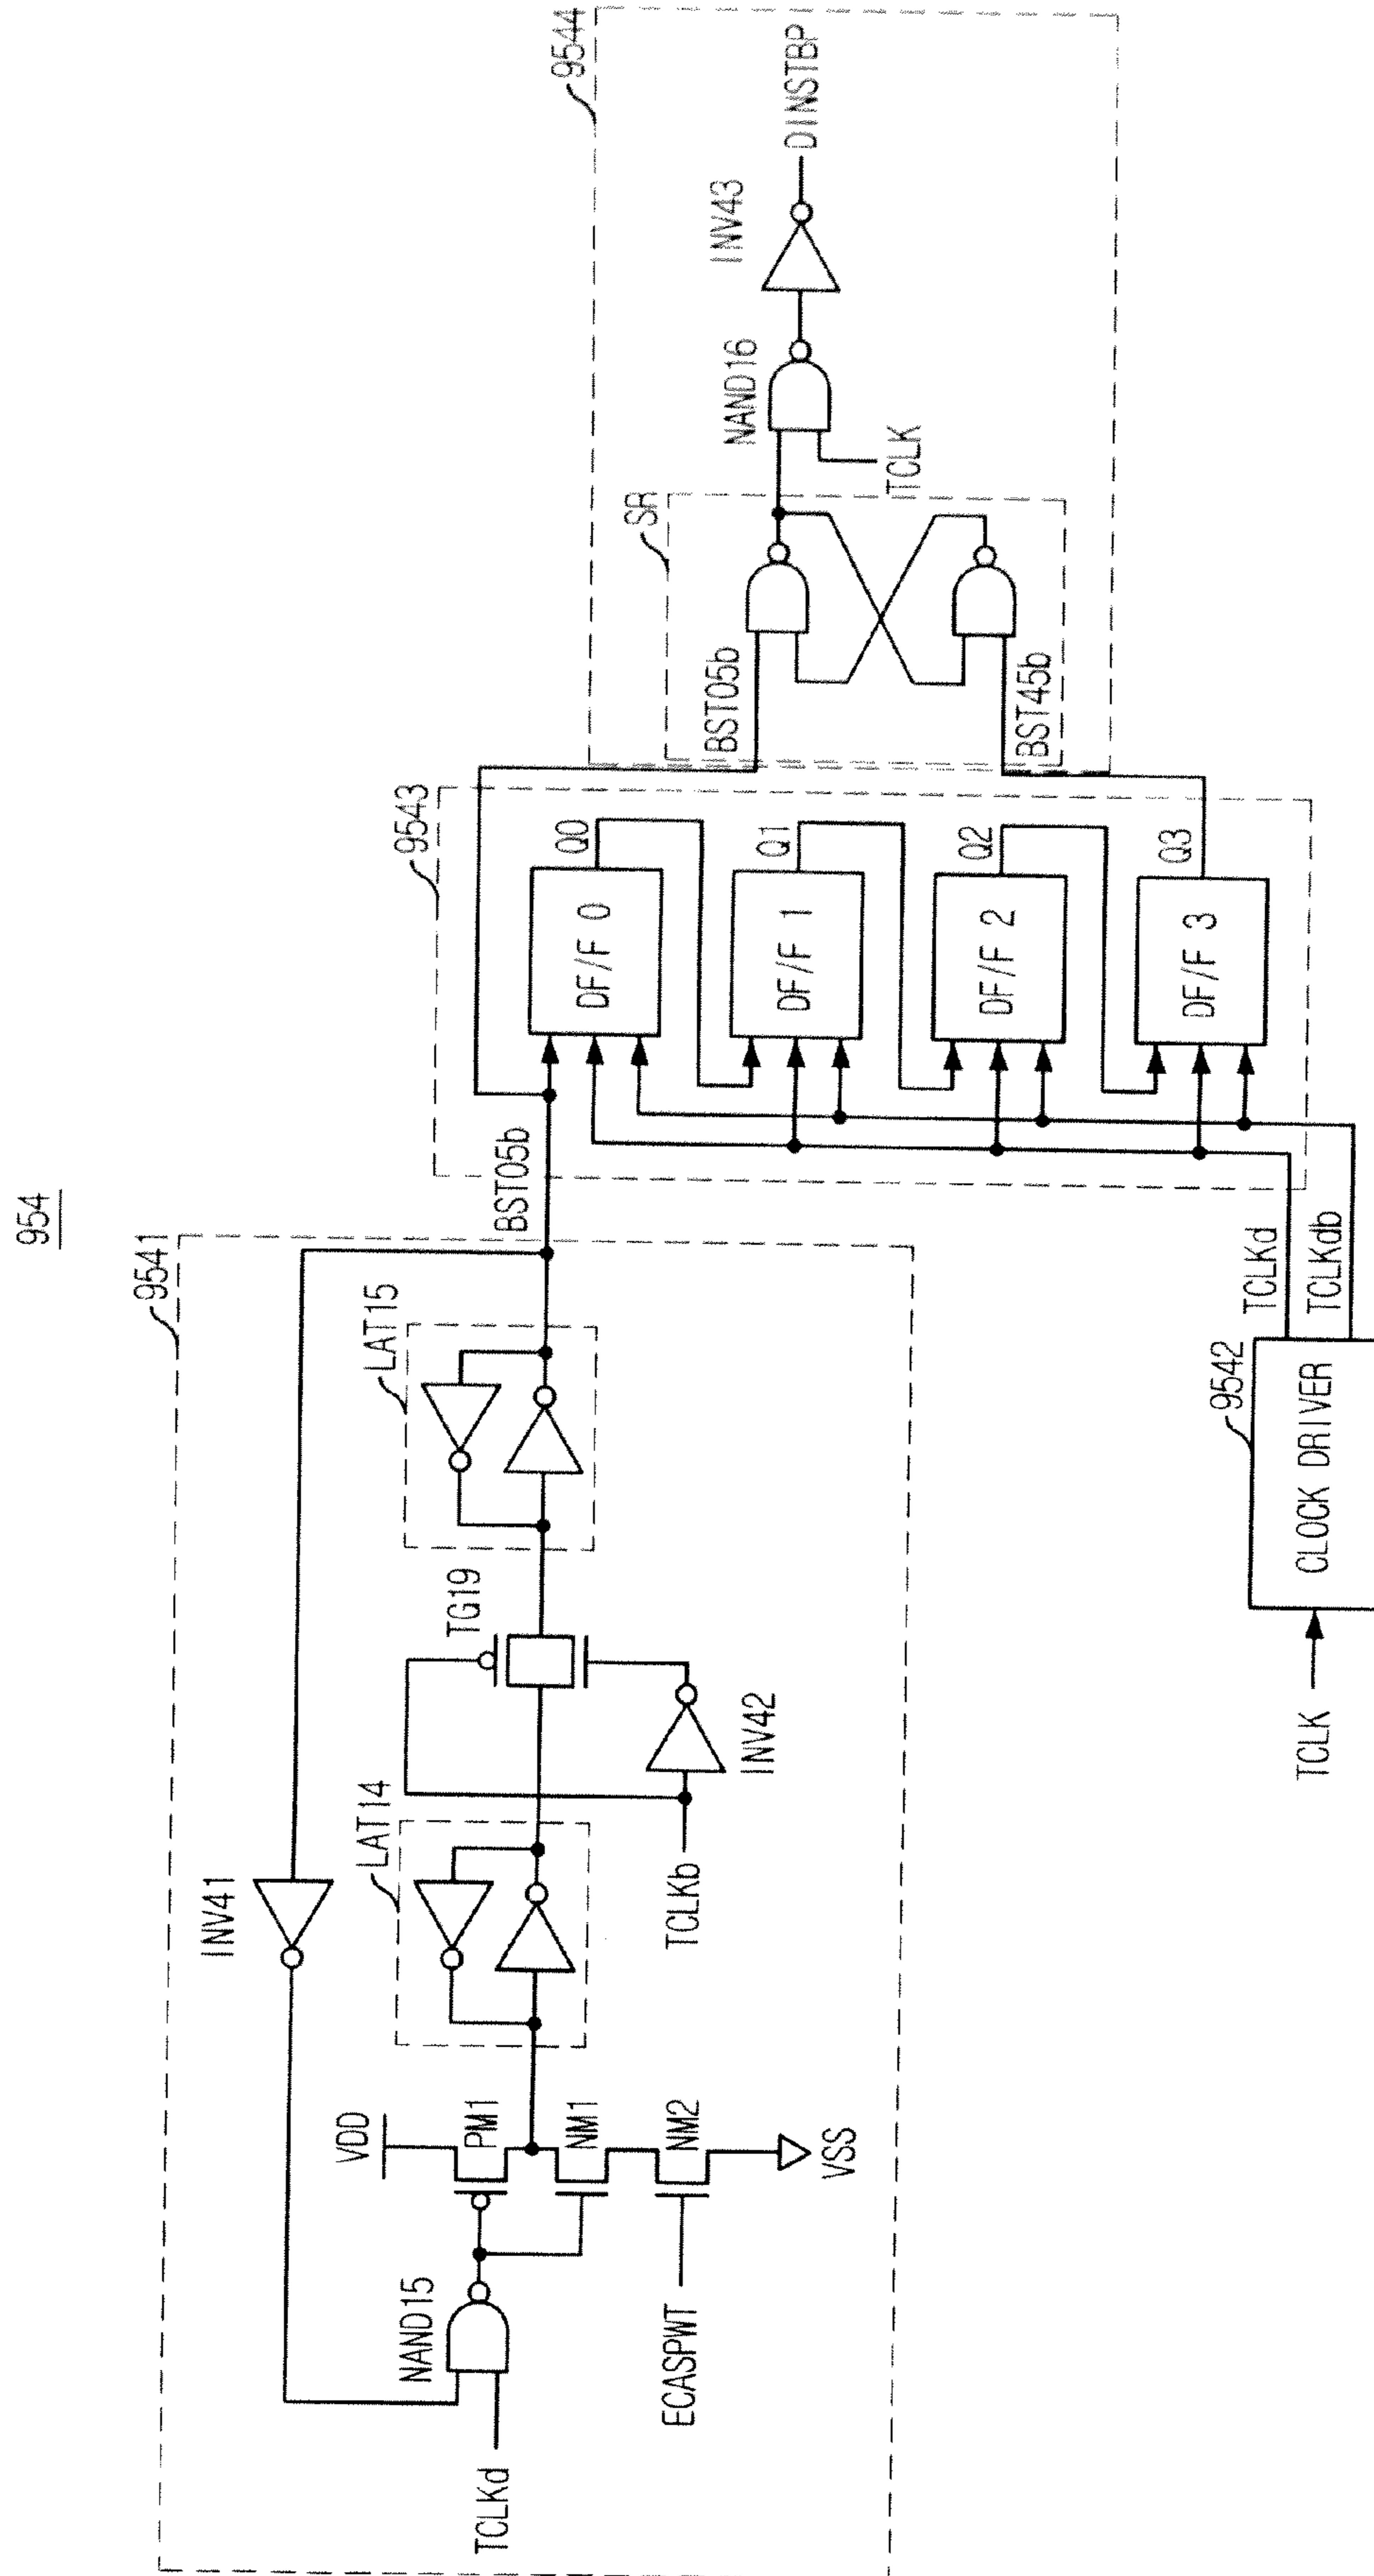 954
9541
INV41
LAT14
LAT15
TG19
VDD
PM1
NM1
NM2
VSS
NAND15
TCLKd
ECASPWT
TCLKb
INV42
BST05b
9542
CLOCK DRIVER
TCLK
TCLKd
TCLKdb
9543
DF/F 0
Q0
DF/F 1
Q1
DF/F 2
Q2
DF/F 3
Q3
9544
SR
BST05b
BST45b
NAND16
TCLK
INV43
DINSTBP